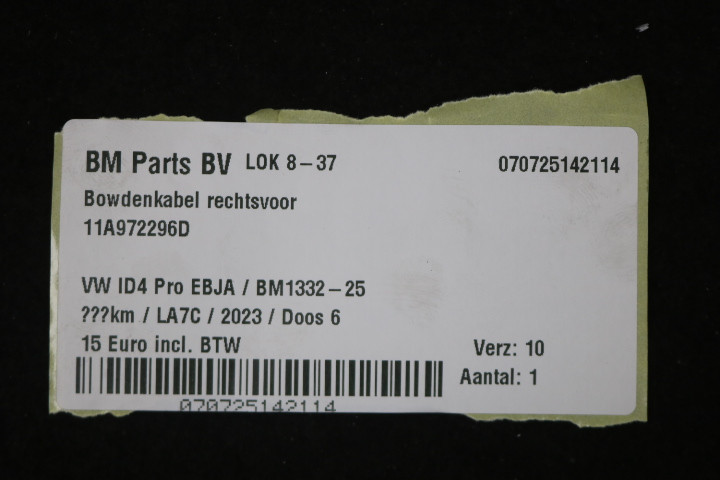 BM Parts BV LOK 8-37 070725142114
Bowdenkabel rechtsvoor
11A972296D
VW ID4 Pro EBJA / BM1332-25
???km / LA7C / 2023 / Doos 6
15 Euro incl. BTW Verz: 10
Aantal: 1
070725142114